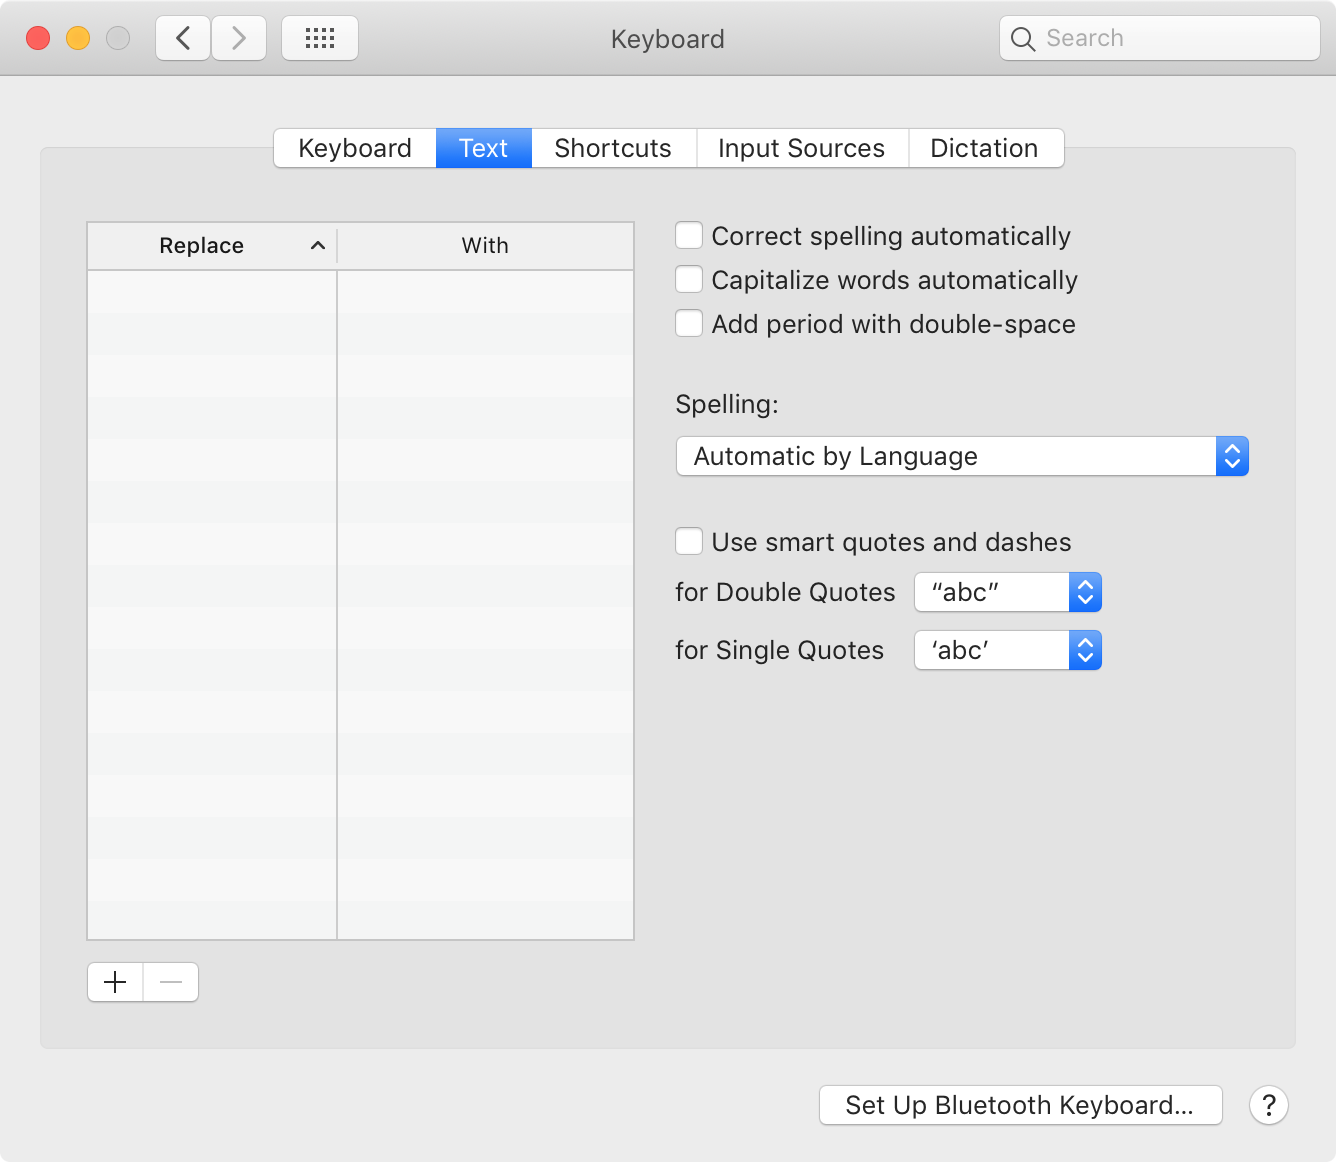 Keyboard
Search
Keyboard Text Shortcuts Input Sources Dictation
Replace With
Correct spelling automatically
Capitalize words automatically
Add period with double-space
Spelling:
Automatic by Language
Use smart quotes and dashes
for Double Quotes “abc”
for Single Quotes ‘abc’
Set Up Bluetooth Keyboard... ?